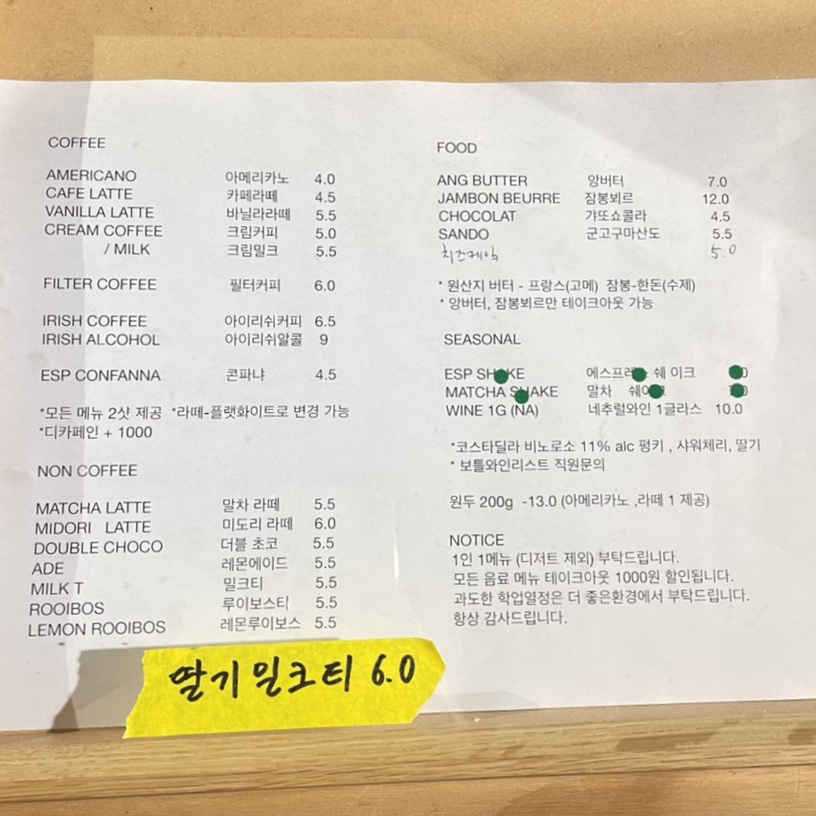 COFFEE
AMERICANO 아메리카노 4.0
CAFE LATTE 카페라떼 4.5
VANILLA LATTE 바닐라라떼 5.5
CREAM COFFEE 크림커피 5.0
/ MILK 크림밀크 5.5
FILTER COFFEE 필터커피 6.0
IRISH COFFEE 아이리쉬커피 6.5
IRISH ALCOHOL 아이리쉬알콜 9
ESP CONFANNA 콘파냐 4.5
*모든 메뉴 2샷 제공 *라떼-플랫화이트로 변경 가능
*디카페인 + 1000
NON COFFEE
MATCHA LATTE 말차 라떼 5.5
MIDORI LATTE 미도리 라떼 6.0
DOUBLE CHOCO 더블 초코 5.5
ADE 레몬에이드 5.5
MILK T 밀크티 5.5
ROOIBOS 루이보스티 5.5
LEMON ROOIBOS 레몬루이보스 5.5
딸기밀크티 6.0
FOOD
ANG BUTTER 앙버터 7.0
JAMBON BEURRE 잠봉뵈르 12.0
CHOCOLAT 갸또쇼콜라 4.5
SANDO 군고구마산도 5.5
치즈케익 5.0
* 원산지 버터 - 프랑스(고메) 잠봉-한돈(수제)
* 앙버터, 잠봉뵈르만 테이크아웃 가능
SEASONAL
ESP 쉐 이크
MATCHA 말차
WINE 1G (NA) 네추럴와인 1글라스 10.0
*코스타딜라 비노로소 11% alc 펑키 , 샤워체리, 딸기
* 보틀와인리스트 직원문의
원두 200g -13.0 (아메리카노 ,라떼 1 제공)
NOTICE
1인 1메뉴 (디저트 제외) 부탁드립니다.
모든 음료 메뉴 테이크아웃 1000원 할인됩니다.
과도한 학업열정은 더 좋은환경에서 부탁드립니다.
항상 감사드립니다.